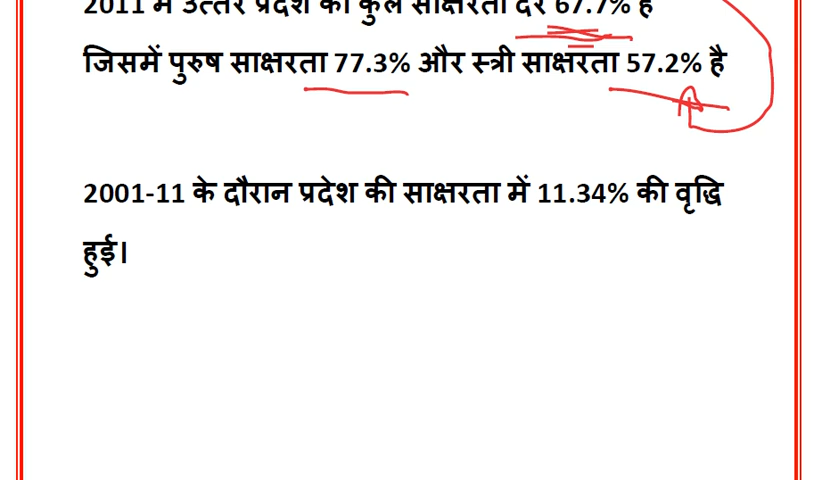 2011 में उत्तर प्रदेश की कुल साक्षरता दर 67.7% है
जिसमें पुरुष साक्षरता 77.3% और स्त्री साक्षरता 57.2% है
2001-11 के दौरान प्रदेश की साक्षरता में 11.34% की वृद्धि
हुई।